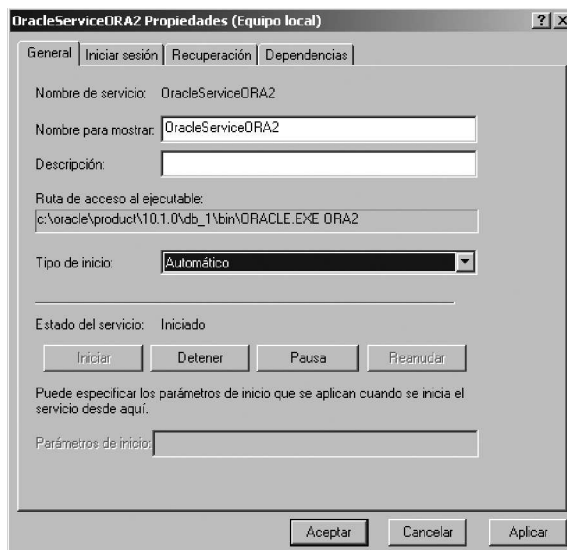 OracleServiceORA2 Propiedades (Equipo local)
General Iniciar sesión Recuperación Dependencias
Nombre de servicio: OracleServiceORA2
Nombre para mostrar: OracleServiceORA2
Descripción:
Ruta de acceso al ejecutable:
c:\oracle\product\10.1.0\db_1\bin\ORACLE.EXE ORA2
Tipo de inicio: Automático
Estado del servicio: Iniciado
Iniciar Detener Pausa Reanudar
Puede especificar los parámetros de inicio que se aplican cuando se inicia el
servicio desde aquí.
Parámetros de inicio:
Aceptar Cancelar Aplicar